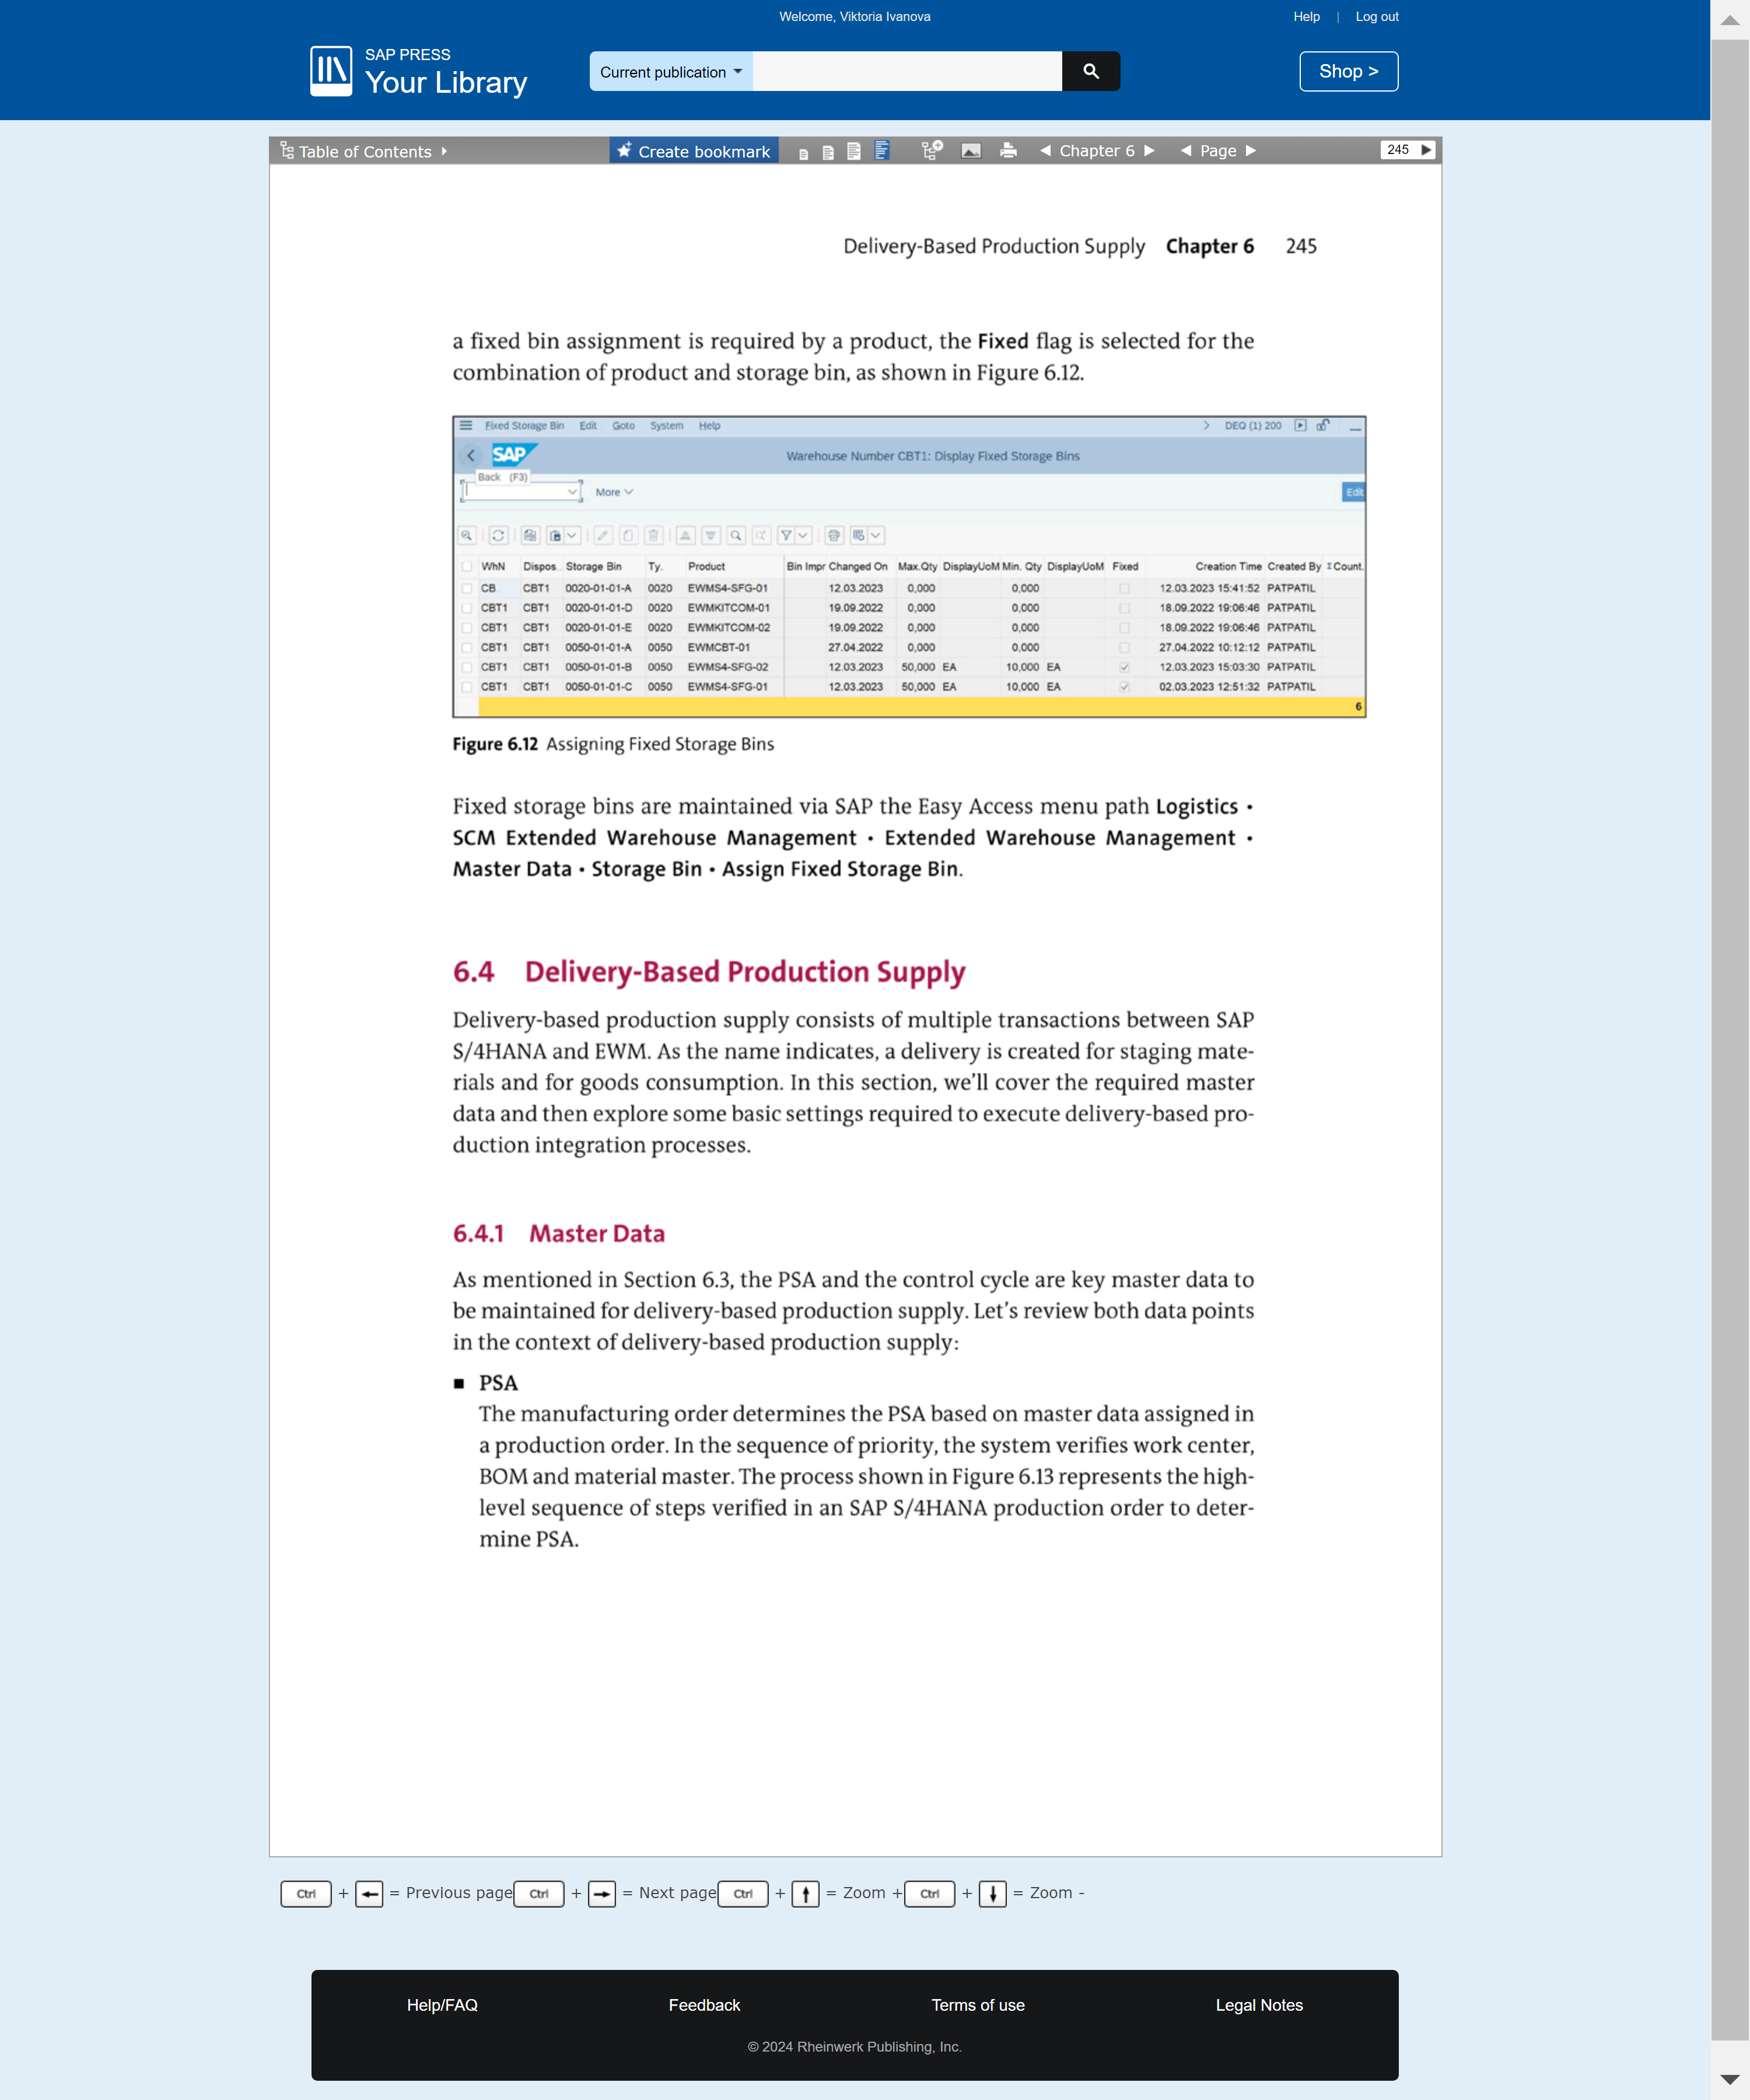 Welcome, Viktoria Ivanova
Help | Log out
SAP PRESS
Your Library
Current publication
Shop >
Table of Contents
Create bookmark
Chapter 6
Page
245
Delivery-Based Production Supply Chapter 6 245
a fixed bin assignment is required by a product, the Fixed flag is selected for the
combination of product and storage bin, as shown in Figure 6.12.
Fixed Storage Bin Edit Goto System Help
DEQ (1) 200
SAP
Warehouse Number CBT1: Display Fixed Storage Bins
Back (F3)
More
Edit
WhN Dispos.. Storage Bin Ty. Product Bin Impr Changed On Max.Qty DisplayUoM Min. Qty DisplayUoM Fixed Creation Time Created By Σ Count.
CB CBT1 0020-01-01-A 0020 EWMS4-SFG-01 12.03.2023 0,000 0,000 12.03.2023 15:41:52 PATPATIL
CBT1 CBT1 0020-01-01-D 0020 EWMKITCOM-01 19.09.2022 0,000 0,000 18.09.2022 19:06:46 PATPATIL
CBT1 CBT1 0020-01-01-E 0020 EWMKITCOM-02 19.09.2022 0,000 0,000 18.09.2022 19:06:46 PATPATIL
CBT1 CBT1 0050-01-01-A 0050 EWMCBT-01 27.04.2022 0,000 0,000 27.04.2022 10:12:12 PATPATIL
CBT1 CBT1 0050-01-01-B 0050 EWMS4-SFG-02 12.03.2023 50,000 EA 10,000 EA 12.03.2023 15:03:30 PATPATIL
CBT1 CBT1 0050-01-01-C 0050 EWMS4-SFG-01 12.03.2023 50,000 EA 10,000 EA 02.03.2023 12:51:32 PATPATIL
6
Figure 6.12 Assigning Fixed Storage Bins
Fixed storage bins are maintained via SAP the Easy Access menu path Logistics •
SCM Extended Warehouse Management • Extended Warehouse Management •
Master Data • Storage Bin • Assign Fixed Storage Bin.
6.4 Delivery-Based Production Supply
Delivery-based production supply consists of multiple transactions between SAP
S/4HANA and EWM. As the name indicates, a delivery is created for staging mate-
rials and for goods consumption. In this section, we'll cover the required master
data and then explore some basic settings required to execute delivery-based pro-
duction integration processes.
6.4.1 Master Data
As mentioned in Section 6.3, the PSA and the control cycle are key master data to
be maintained for delivery-based production supply. Let's review both data points
in the context of delivery-based production supply:
■ PSA
The manufacturing order determines the PSA based on master data assigned in
a production order. In the sequence of priority, the system verifies work center,
BOM and material master. The process shown in Figure 6.13 represents the high-
level sequence of steps verified in an SAP S/4HANA production order to deter-
mine PSA.
Ctrl + ← = Previous page Ctrl + → = Next page Ctrl + ↑ = Zoom + Ctrl + ↓ = Zoom -
Help/FAQ Feedback Terms of use Legal Notes
© 2024 Rheinwerk Publishing, Inc.